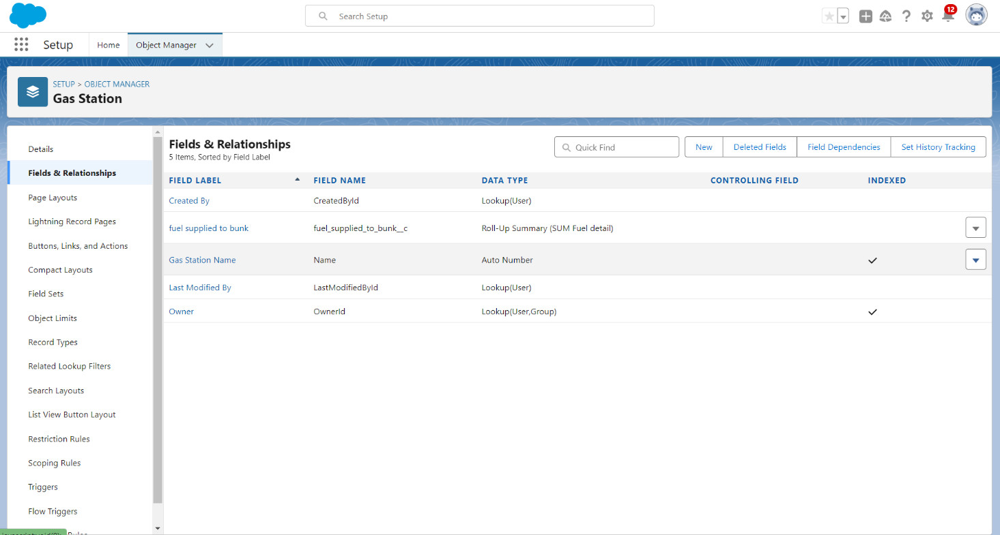 Search Setup
12
Setup
Home
Object Manager
SETUP > OBJECT MANAGER
Gas Station
Details
Fields & Relationships
Page Layouts
Lightning Record Pages
Buttons, Links, and Actions
Compact Layouts
Field Sets
Object Limits
Record Types
Related Lookup Filters
Search Layouts
List View Button Layout
Restriction Rules
Scoping Rules
Triggers
Flow Triggers
Fields & Relationships
5 Items, Sorted by Field Label
Quick Find
New
Deleted Fields
Field Dependencies
Set History Tracking
FIELD LABEL FIELD NAME DATA TYPE CONTROLLING FIELD INDEXED
Created By CreatedById Lookup(User)
fuel supplied to bunk fuel_supplied_to_bunk__c Roll-Up Summary (SUM Fuel detail)
Gas Station Name Name Auto Number
Last Modified By LastModifiedById Lookup(User)
Owner OwnerId Lookup(User,Group)